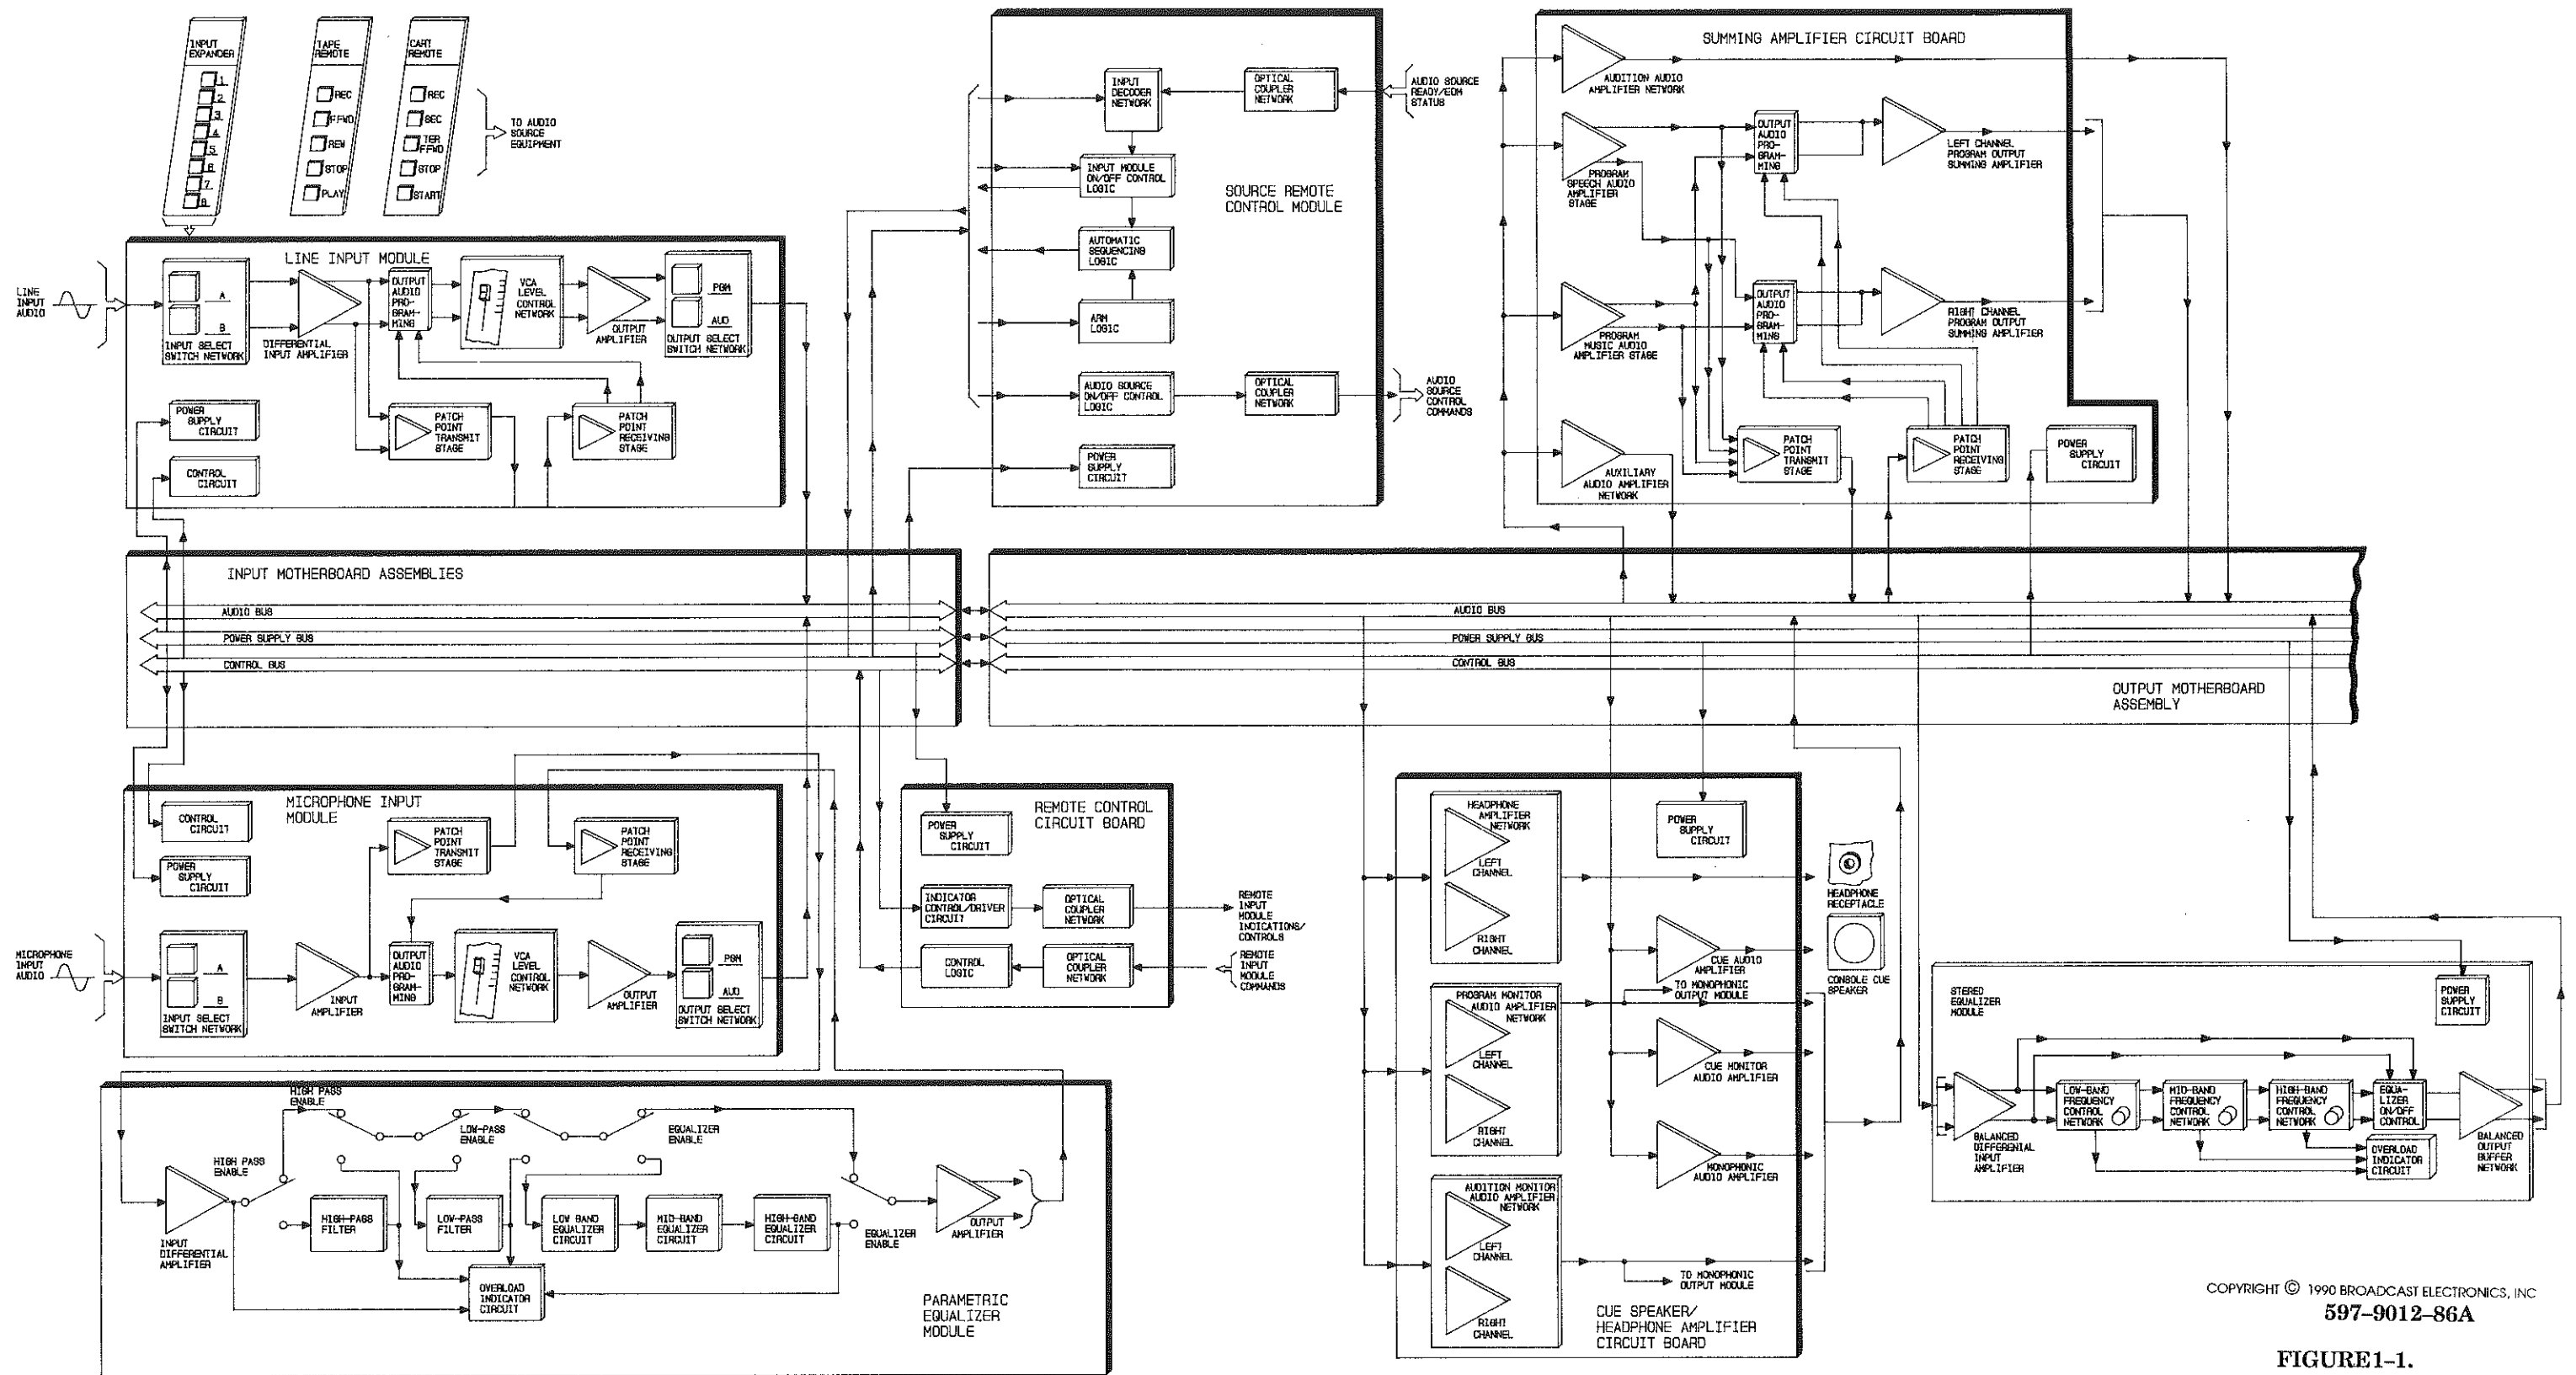 INPUT
EXPANDER
1
2
3
4
5
6
7
8
TAPE
REMOTE
REC
FFWD
REW
STOP
PLAY
CART
REMOTE
REC
SEC
TER
FFWD
STOP
START
TO AUDIO
SOURCE
EQUIPMENT
LINE
INPUT
AUDIO
LINE INPUT MODULE
A
B
INPUT SELECT
SWITCH NETWORK
DIFFERENTIAL
INPUT AMPLIFIER
OUTPUT
AUDIO
PRO-
GRAM-
MING
VCA
LEVEL
CONTROL
NETWORK
OUTPUT
AMPLIFIER
PGM
AUD
OUTPUT SELECT
SWITCH NETWORK
POWER
SUPPLY
CIRCUIT
CONTROL
CIRCUIT
PATCH
POINT
TRANSMIT
STAGE
PATCH
POINT
RECEIVING
STAGE
INPUT
DECODER
NETWORK
OPTICAL
COUPLER
NETWORK
AUDIO SOURCE
READY/EOM
STATUS
INPUT MODULE
ON/OFF CONTROL
LOGIC
SOURCE REMOTE
CONTROL MODULE
AUTOMATIC
SEQUENCING
LOGIC
ARM
LOGIC
AUDIO SOURCE
ON/OFF CONTROL
LOGIC
OPTICAL
COUPLER
NETWORK
AUDIO
SOURCE
CONTROL
COMMANDS
POWER
SUPPLY
CIRCUIT
SUMMING AMPLIFIER CIRCUIT BOARD
AUDITION AUDIO
AMPLIFIER NETWORK
PROGRAM
SPEECH AUDIO
AMPLIFIER
STAGE
OUTPUT
AUDIO
PRO-
GRAM-
MING
LEFT CHANNEL
PROGRAM OUTPUT
SUMMING AMPLIFIER
PROGRAM
MUSIC AUDIO
AMPLIFIER STAGE
OUTPUT
AUDIO
PRO-
GRAM-
MING
RIGHT CHANNEL
PROGRAM OUTPUT
SUMMING AMPLIFIER
AUXILIARY
AUDIO AMPLIFIER
NETWORK
PATCH
POINT
TRANSMIT
STAGE
PATCH
POINT
RECEIVING
STAGE
POWER
SUPPLY
CIRCUIT
INPUT MOTHERBOARD ASSEMBLIES
AUDIO BUS
POWER SUPPLY BUS
CONTROL BUS
AUDIO BUS
POWER SUPPLY BUS
CONTROL BUS
OUTPUT MOTHERBOARD
ASSEMBLY
MICROPHONE INPUT
MODULE
CONTROL
CIRCUIT
POWER
SUPPLY
CIRCUIT
PATCH
POINT
TRANSMIT
STAGE
PATCH
POINT
RECEIVING
STAGE
MICROPHONE
INPUT
AUDIO
A
B
INPUT SELECT
SWITCH NETWORK
INPUT
AMPLIFIER
OUTPUT
AUDIO
PRO-
GRAM-
MING
VCA
LEVEL
CONTROL
NETWORK
OUTPUT
AMPLIFIER
PGM
AUD
OUTPUT SELECT
SWITCH NETWORK
REMOTE CONTROL
CIRCUIT BOARD
POWER
SUPPLY
CIRCUIT
INDICATOR
CONTROL/DRIVER
CIRCUIT
OPTICAL
COUPLER
NETWORK
REMOTE
INPUT
MODULE
INDICATIONS/
CONTROLS
CONTROL
LOGIC
OPTICAL
COUPLER
NETWORK
REMOTE
INPUT
MODULE
COMMANDS
HEADPHONE
AMPLIFIER
NETWORK
LEFT
CHANNEL
RIGHT
CHANNEL
POWER
SUPPLY
CIRCUIT
HEADPHONE
RECEPTACLE
CONSOLE CUE
SPEAKER
CUE AUDIO
AMPLIFIER
TO MONOPHONIC
OUTPUT MODULE
PROGRAM MONITOR
AUDIO AMPLIFIER
NETWORK
LEFT
CHANNEL
RIGHT
CHANNEL
CUE MONITOR
AUDIO AMPLIFIER
MONOPHONIC
AUDIO AMPLIFIER
AUDITION MONITOR
AUDIO AMPLIFIER
NETWORK
LEFT
CHANNEL
RIGHT
CHANNEL
TO MONOPHONIC
OUTPUT MODULE
CUE SPEAKER/
HEADPHONE AMPLIFIER
CIRCUIT BOARD
STEREO
EQUALIZER
MODULE
POWER
SUPPLY
CIRCUIT
BALANCED
DIFFERENTIAL
INPUT
AMPLIFIER
LOW-BAND
FREQUENCY
CONTROL
NETWORK
MID-BAND
FREQUENCY
CONTROL
NETWORK
HIGH-BAND
FREQUENCY
CONTROL
NETWORK
EQUA-
LIZER
ON/OFF
CONTROL
OVERLOAD
INDICATOR
CIRCUIT
BALANCED
OUTPUT
BUFFER
NETWORK
HIGH PASS
ENABLE
LOW-PASS
ENABLE
EQUALIZER
ENABLE
HIGH PASS
ENABLE
INPUT
DIFFERENTIAL
AMPLIFIER
HIGH-PASS
FILTER
LOW-PASS
FILTER
LOW BAND
EQUALIZER
CIRCUIT
MID-BAND
EQUALIZER
CIRCUIT
HIGH-BAND
EQUALIZER
CIRCUIT
EQUALIZER
ENABLE
OUTPUT
AMPLIFIER
OVERLOAD
INDICATOR
CIRCUIT
PARAMETRIC
EQUALIZER
MODULE
COPYRIGHT © 1990 BROADCAST ELECTRONICS, INC
597-9012-86A
FIGURE1-1.